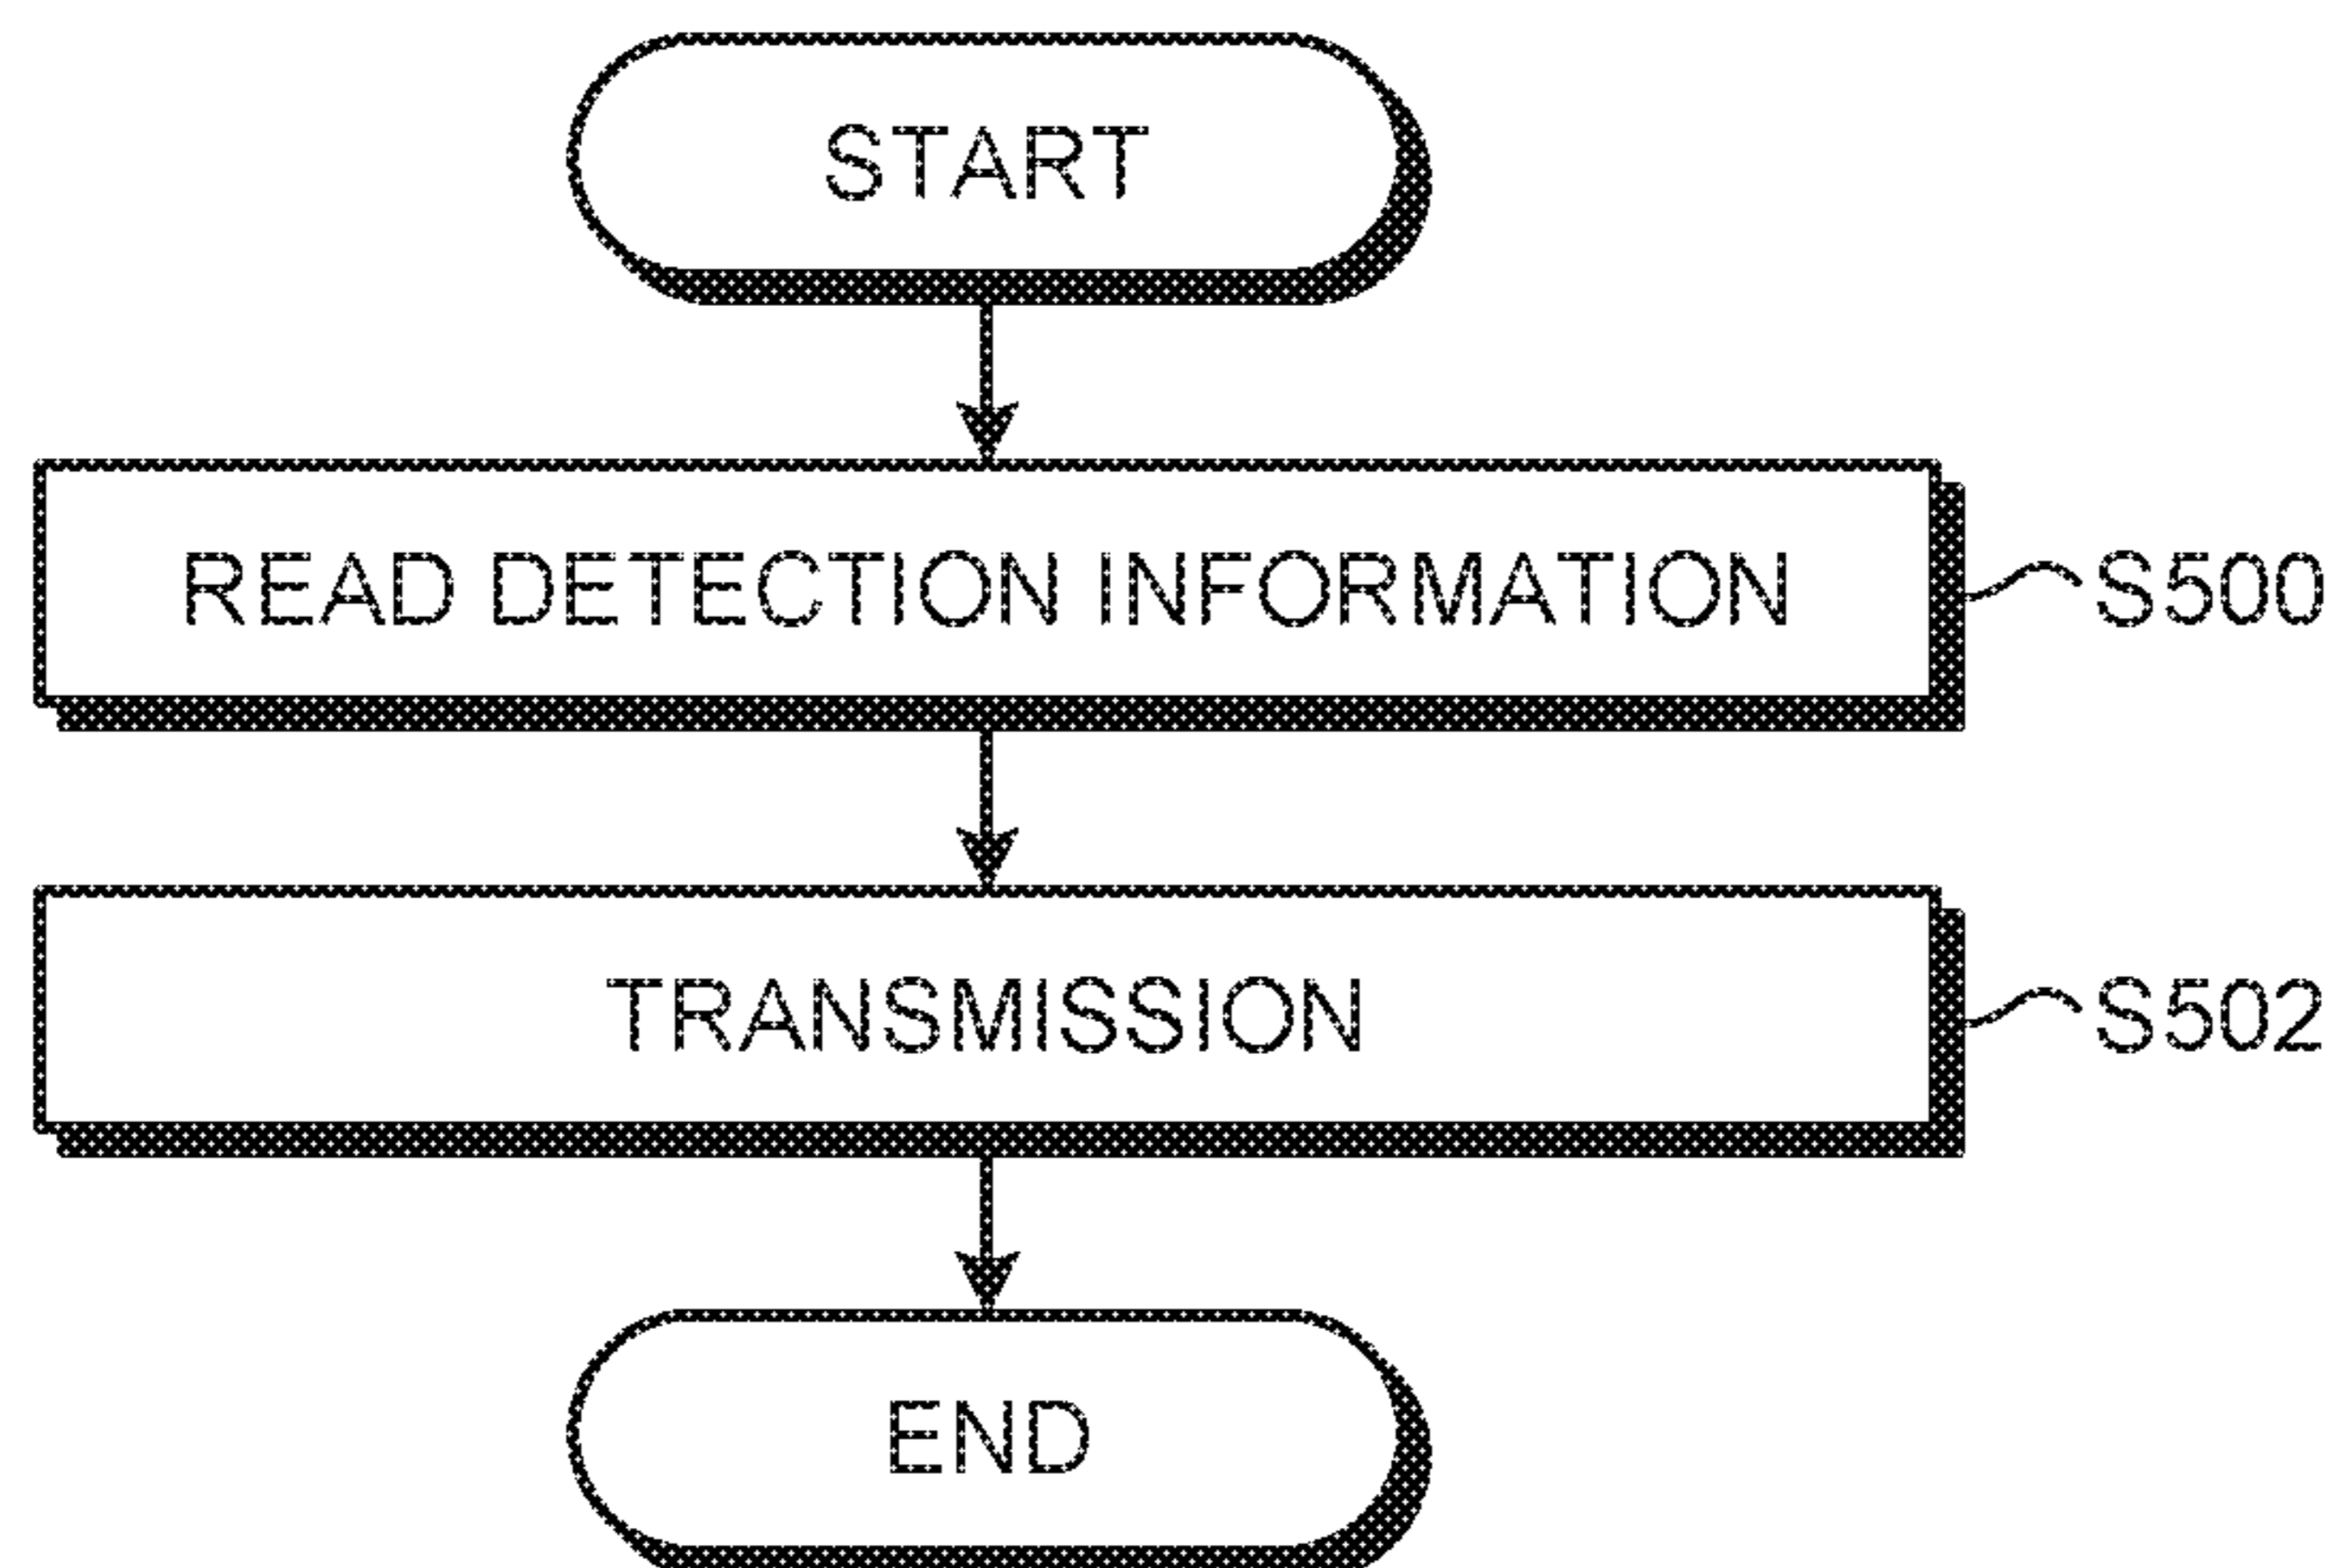 START
READ DETECTION INFORMATION S500
TRANSMISSION S502
END